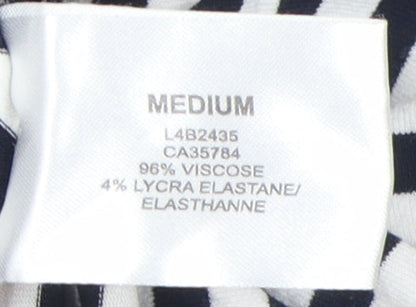 MEDIUM
L4B2435
CA35784
96% VISCOSE
4% LYCRA ELASTANE/
ELASTHANNE